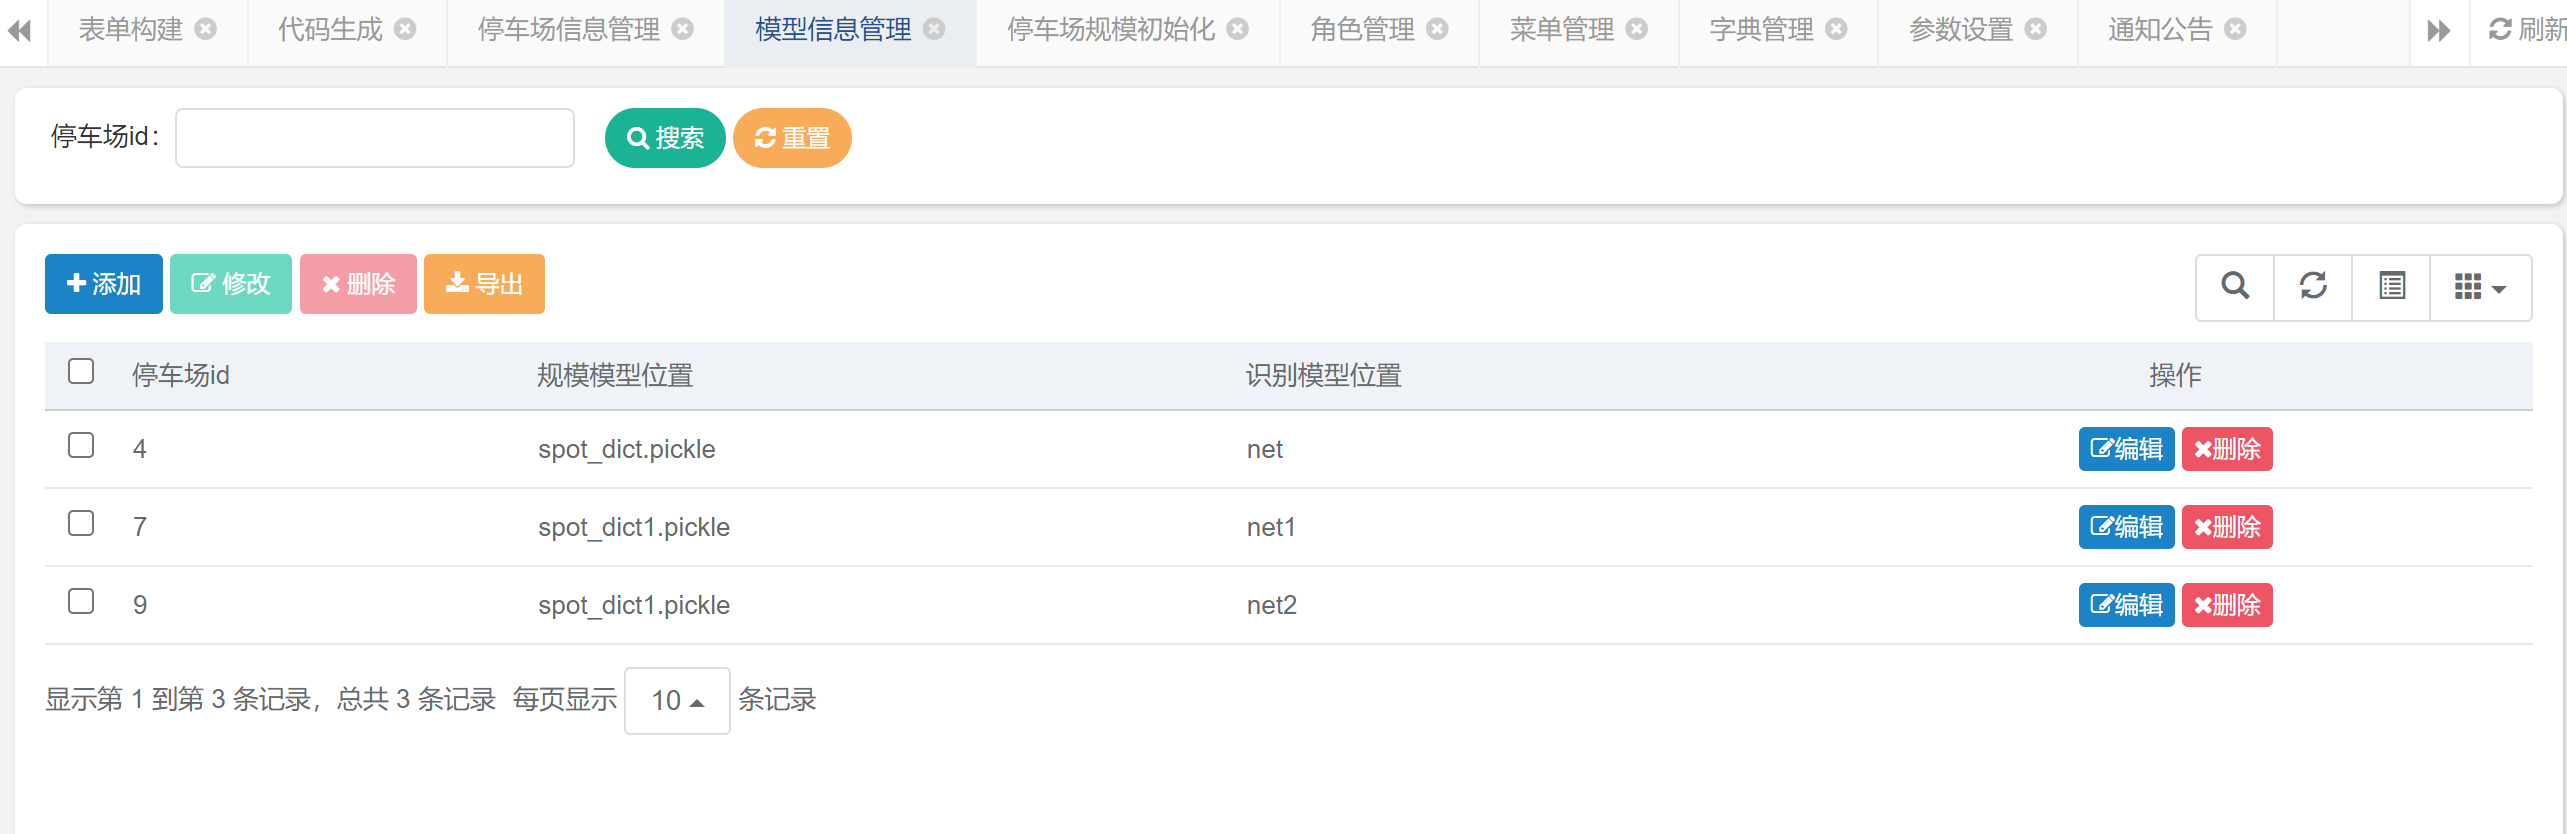 表单构建 代码生成 停车场信息管理 模型信息管理 停车场规模初始化 角色管理 菜单管理 字典管理 参数设置 通知公告 刷新
停车场id： 搜索 重置
添加 修改 删除 导出
停车场id 规模模型位置 识别模型位置 操作
4 spot_dict.pickle net 编辑 删除
7 spot_dict1.pickle net1 编辑 删除
9 spot_dict1.pickle net2 编辑 删除
显示第 1 到第 3 条记录，总共 3 条记录 每页显示 10 条记录